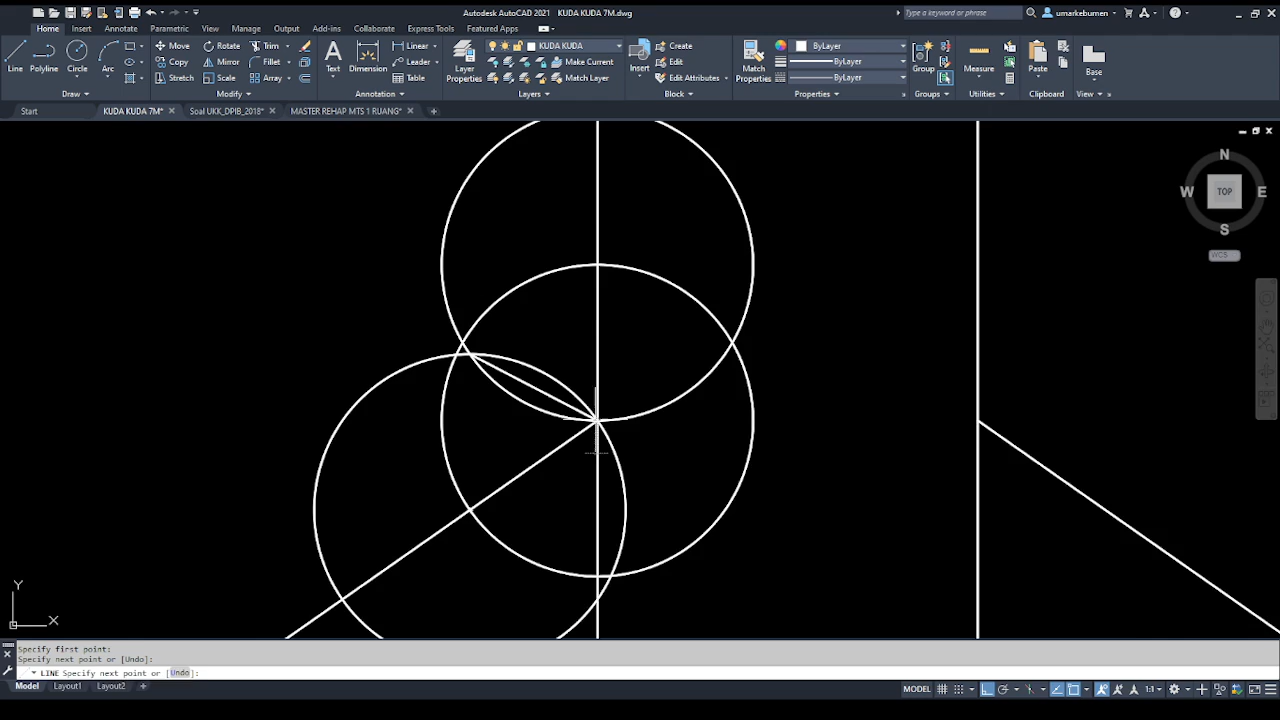 Autodesk AutoCAD 2021 KUDA KUDA 7M.dwg
Type a keyword or phrase
umarkebumen
Home Insert Annotate Parametric View Manage Output Add-ins Collaborate Express Tools Featured Apps
Line Polyline Circle Arc
Move Rotate Trim
Copy Mirror Fillet
Stretch Scale Array
Text Dimension
Linear
Leader
Table
Layer Properties
KUDA KUDA
Make Current
Match Layer
Insert
Create
Edit
Edit Attributes
Match Properties
ByLayer
ByLayer
ByLayer
Group Measure Paste Base
Draw Modify Annotation Layers Block Properties Groups Utilities Clipboard View
Start KUDA KUDA 7M* Soal UKK_DPIB_2018* MASTER REHAP MTS 1 RUANG*
N
W TOP E
S
WCS
Y
X
Specify first point:
Specify next point or [Undo]:
LINE Specify next point or [Undo]:
Model Layout1 Layout2
MODEL 1:1